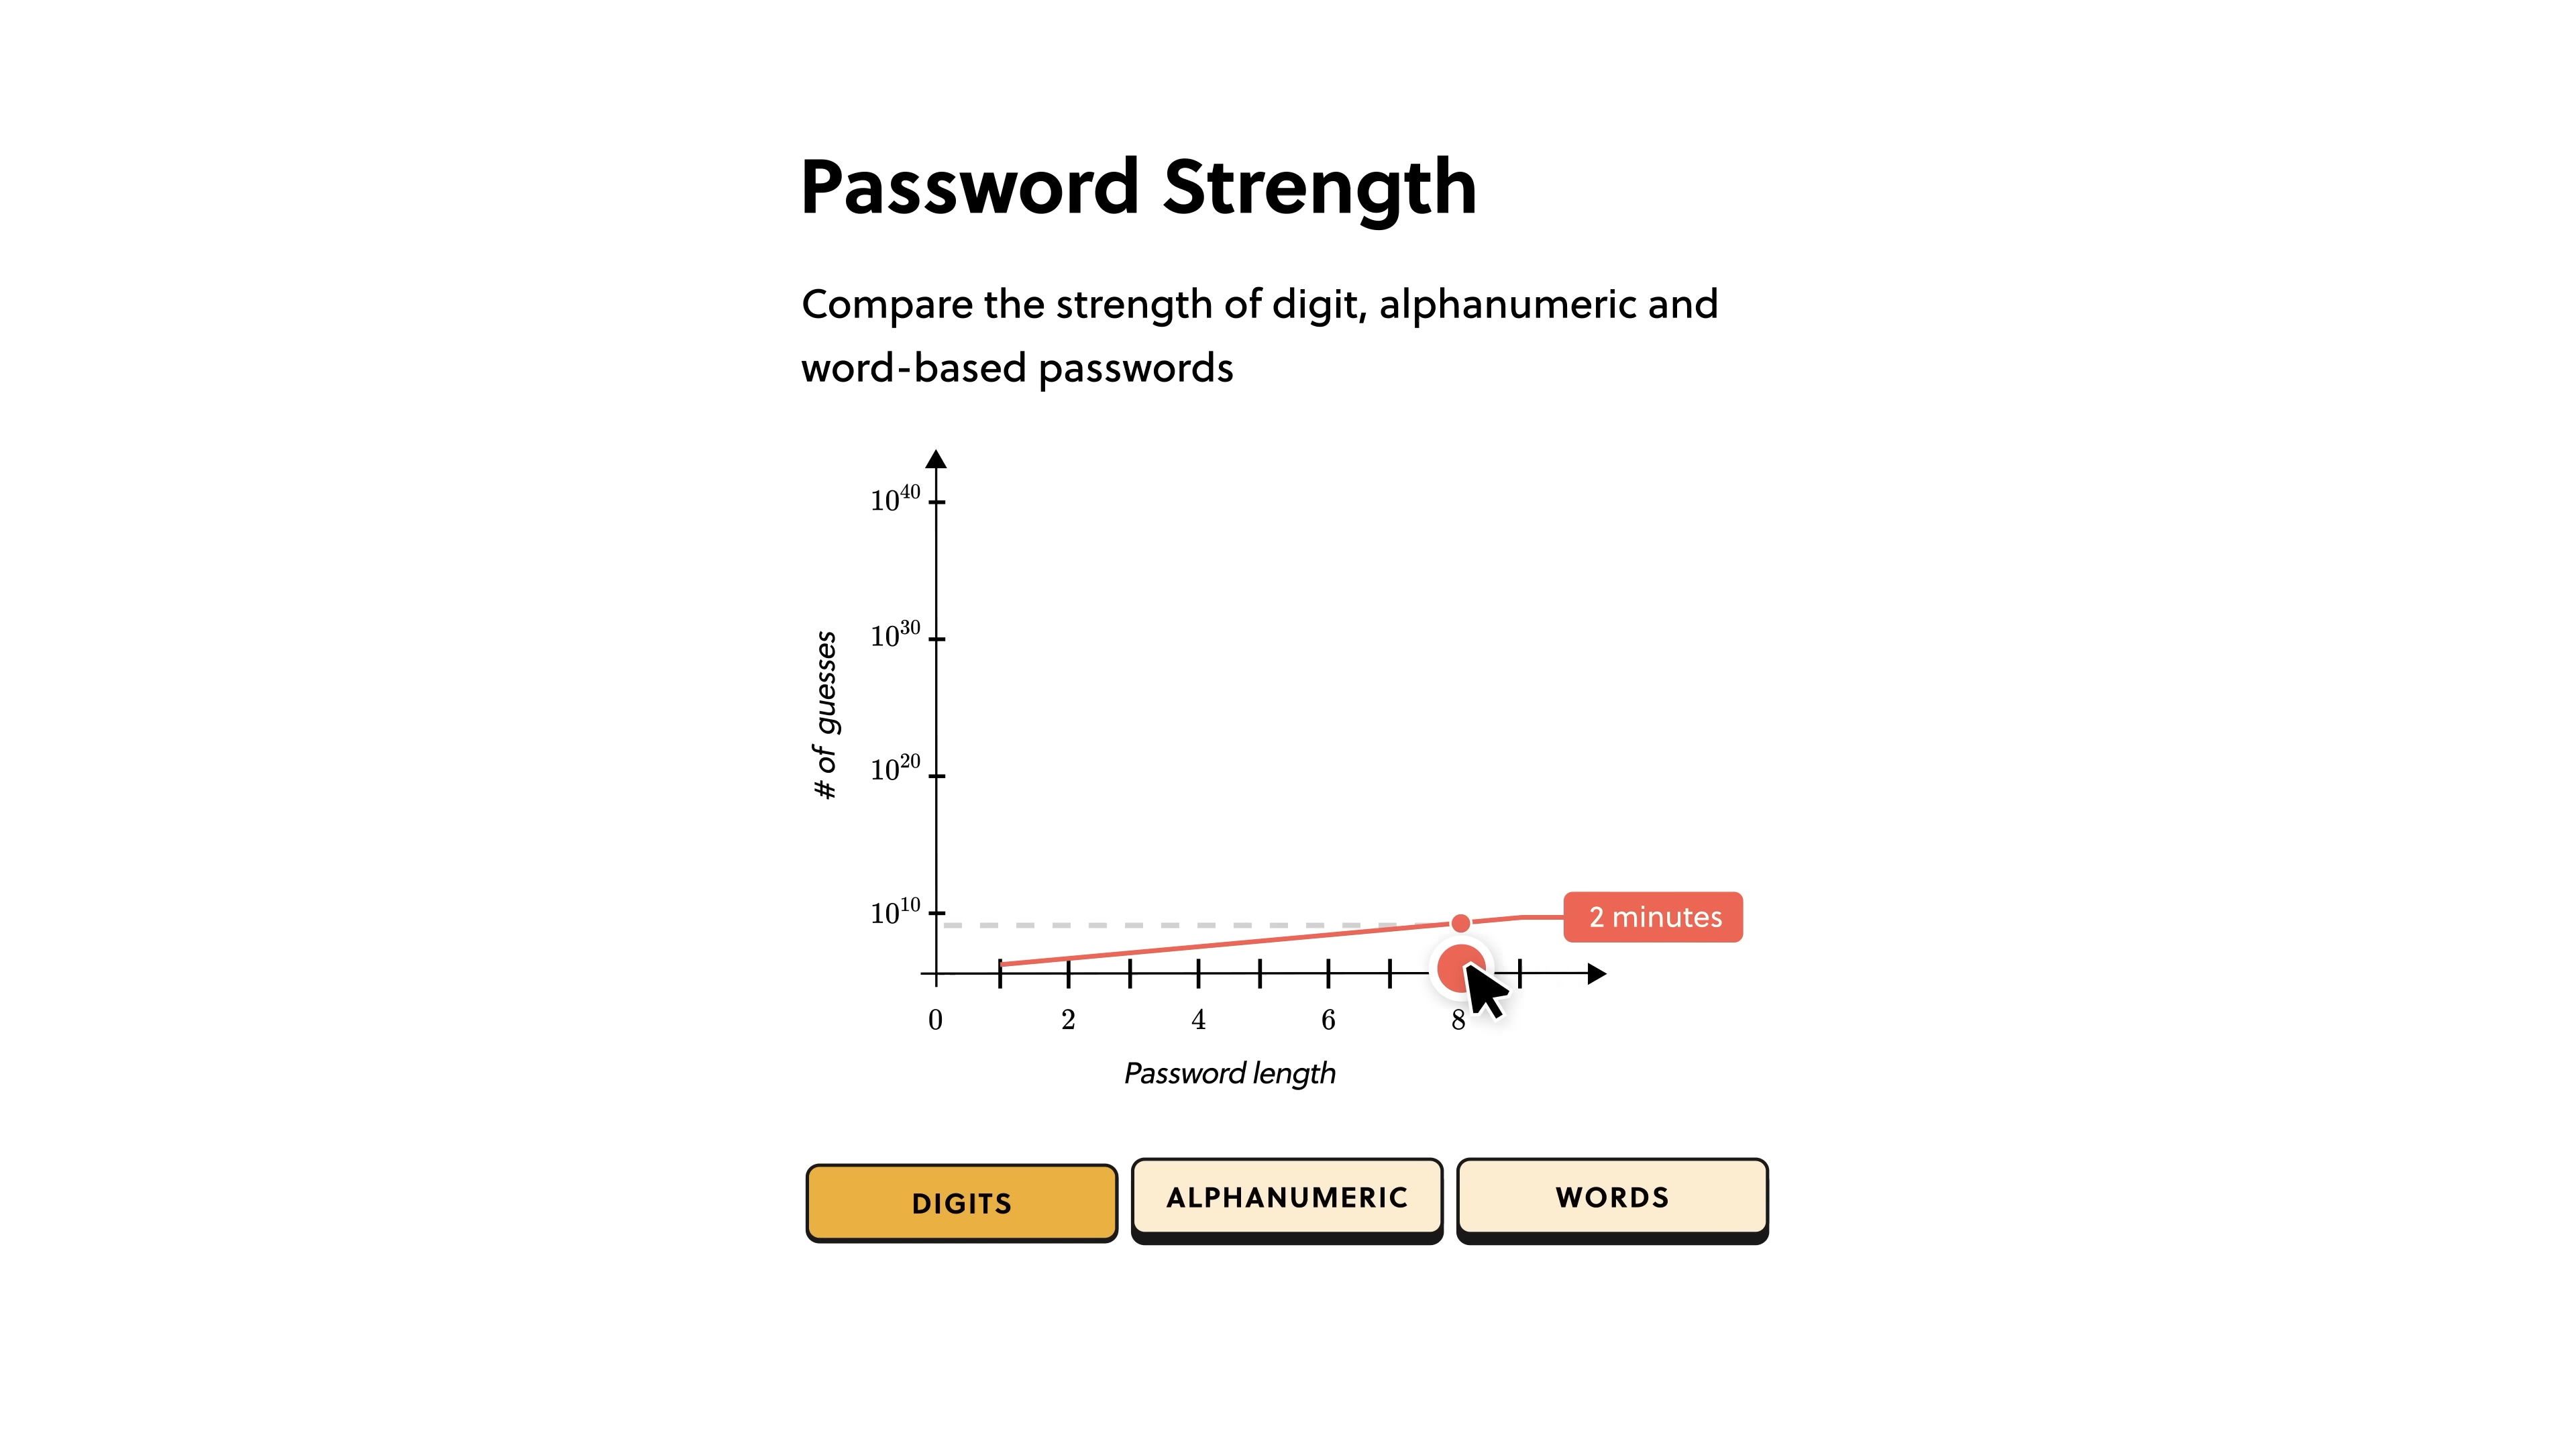 Password Strength
Compare the strength of digit, alphanumeric and
word-based passwords
10^40
10^30
10^20
10^10
# of guesses
2 minutes
0 2 4 6 8
Password length
DIGITS ALPHANUMERIC WORDS